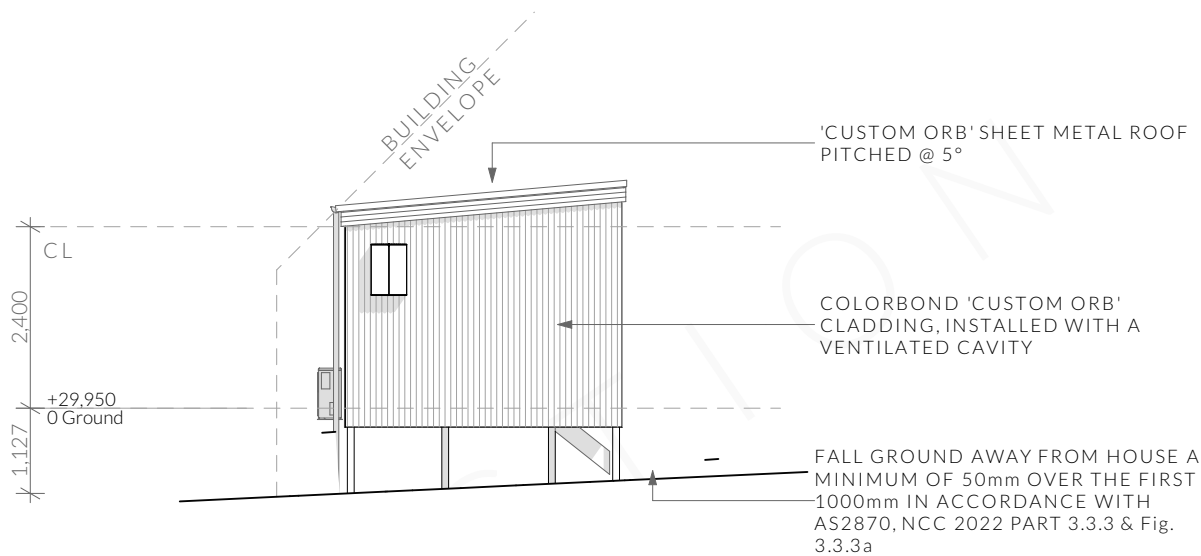 BUILDING
ENVELOPE
'CUSTOM ORB' SHEET METAL ROOF
PITCHED @ 5°
CL
2,400
COLORBOND 'CUSTOM ORB'
CLADDING, INSTALLED WITH A
VENTILATED CAVITY
+29,950
0 Ground
1,127
FALL GROUND AWAY FROM HOUSE A
MINIMUM OF 50mm OVER THE FIRST
1000mm IN ACCORDANCE WITH
AS2870, NCC 2022 PART 3.3.3 & Fig.
3.3.3a